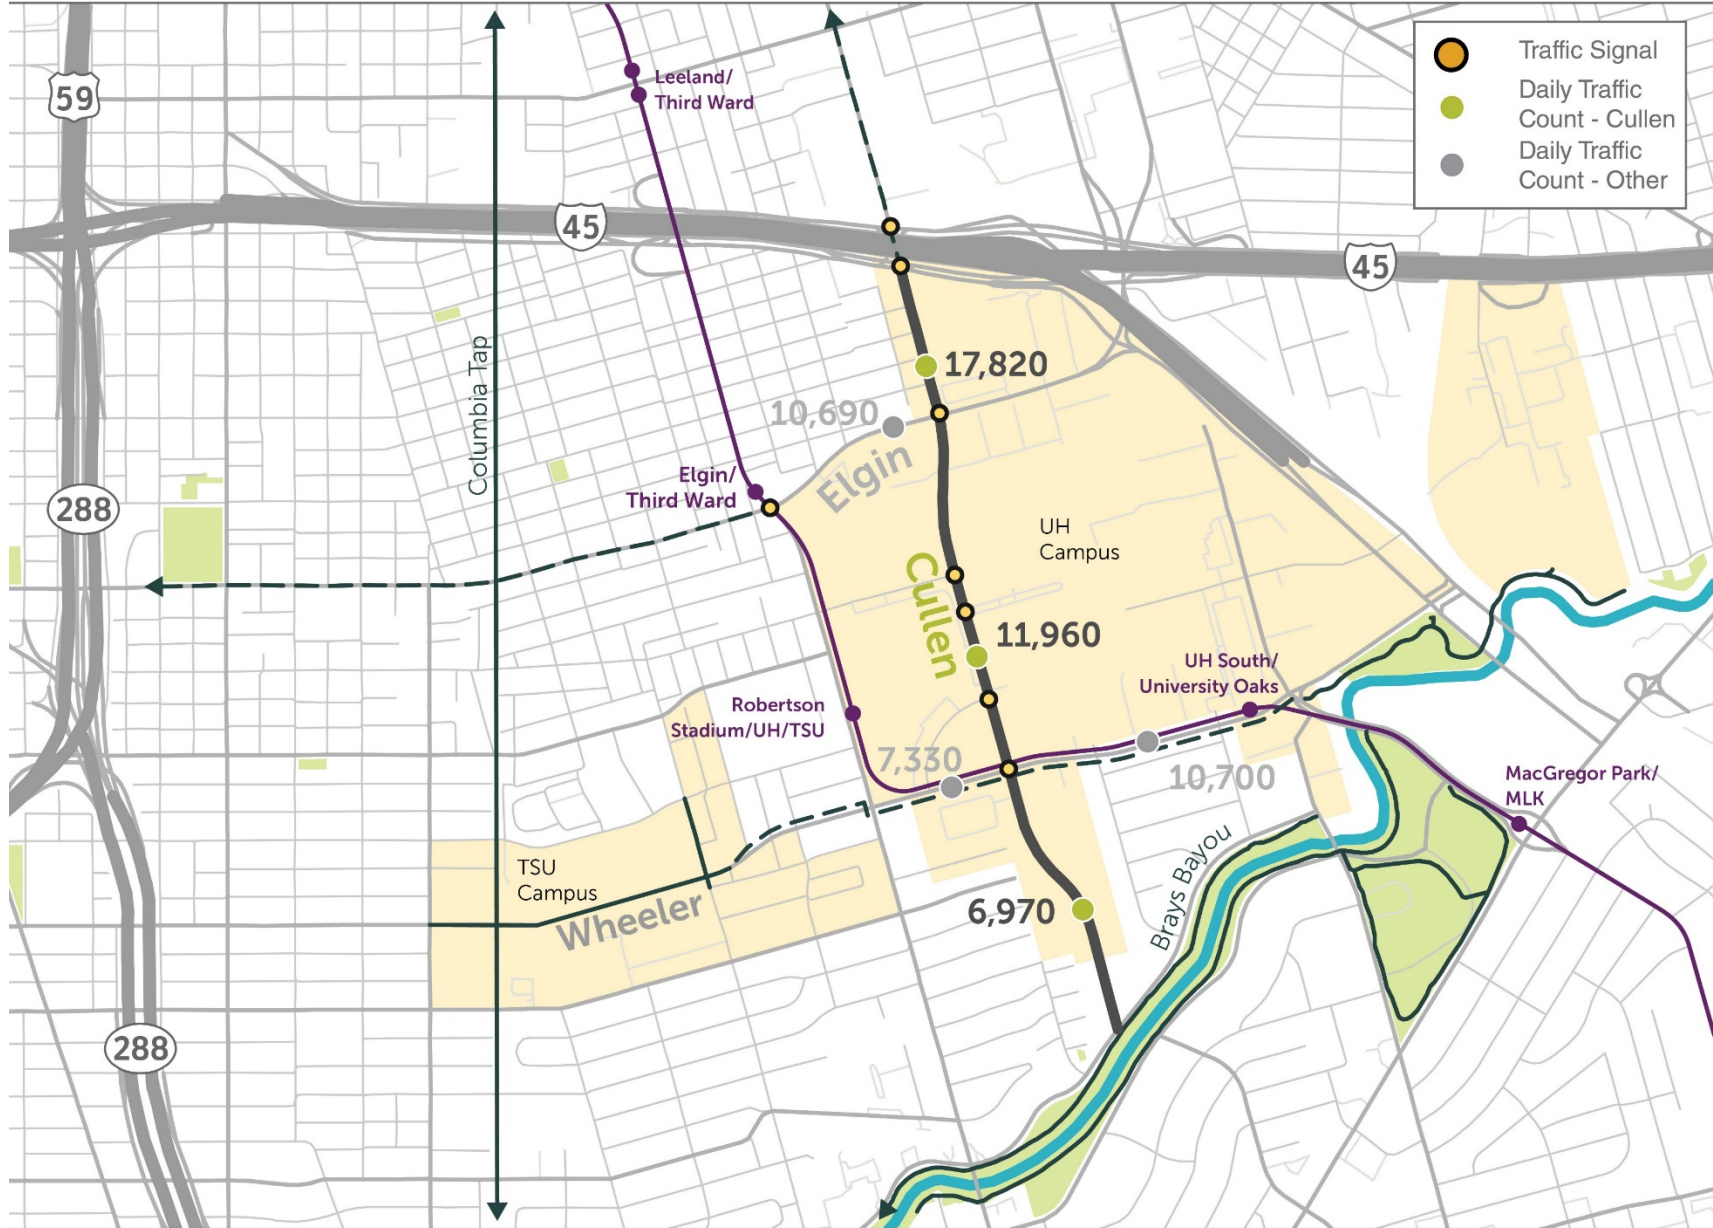 Traffic Signal
Daily Traffic
Count - Cullen
Daily Traffic
Count - Other
59
Leeland/
Third Ward
45
45
Columbia Tap
17,820
10,690
Elgin
Elgin/
Third Ward
288
UH
Campus
Cullen
11,960
UH South/
University Oaks
Robertson
Stadium/UH/TSU
7,330
10,700
MacGregor Park/
MLK
TSU
Campus
Wheeler
6,970
Brays Bayou
288